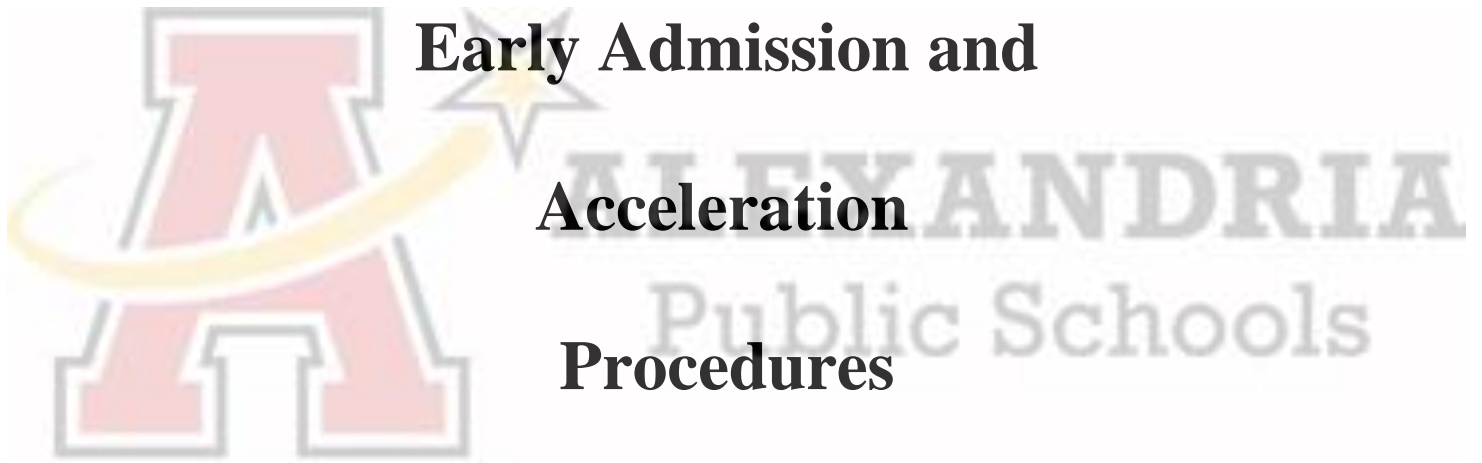 Early Admission and
ALEXANDRIA
Acceleration
Public Schools
Procedures